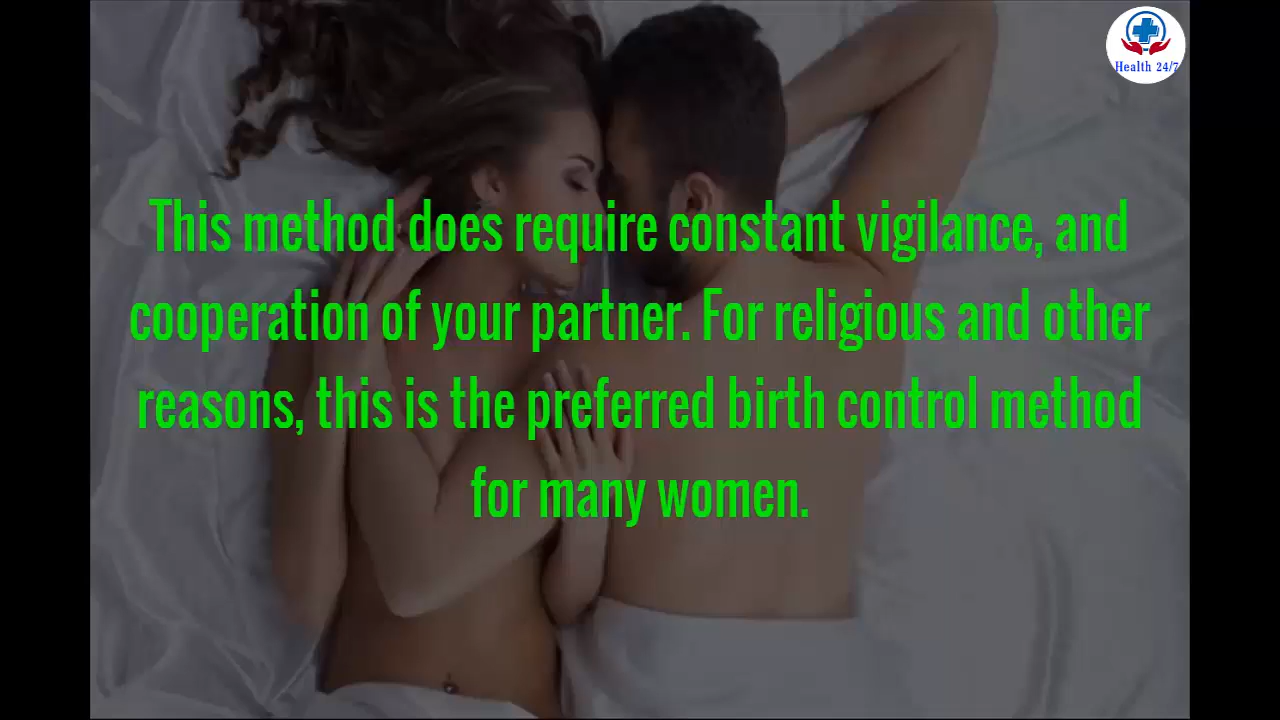 Health 24/7
This method does require constant vigilance, and
cooperation of your partner. For religious and other
reasons, this is the preferred birth control method
for many women.